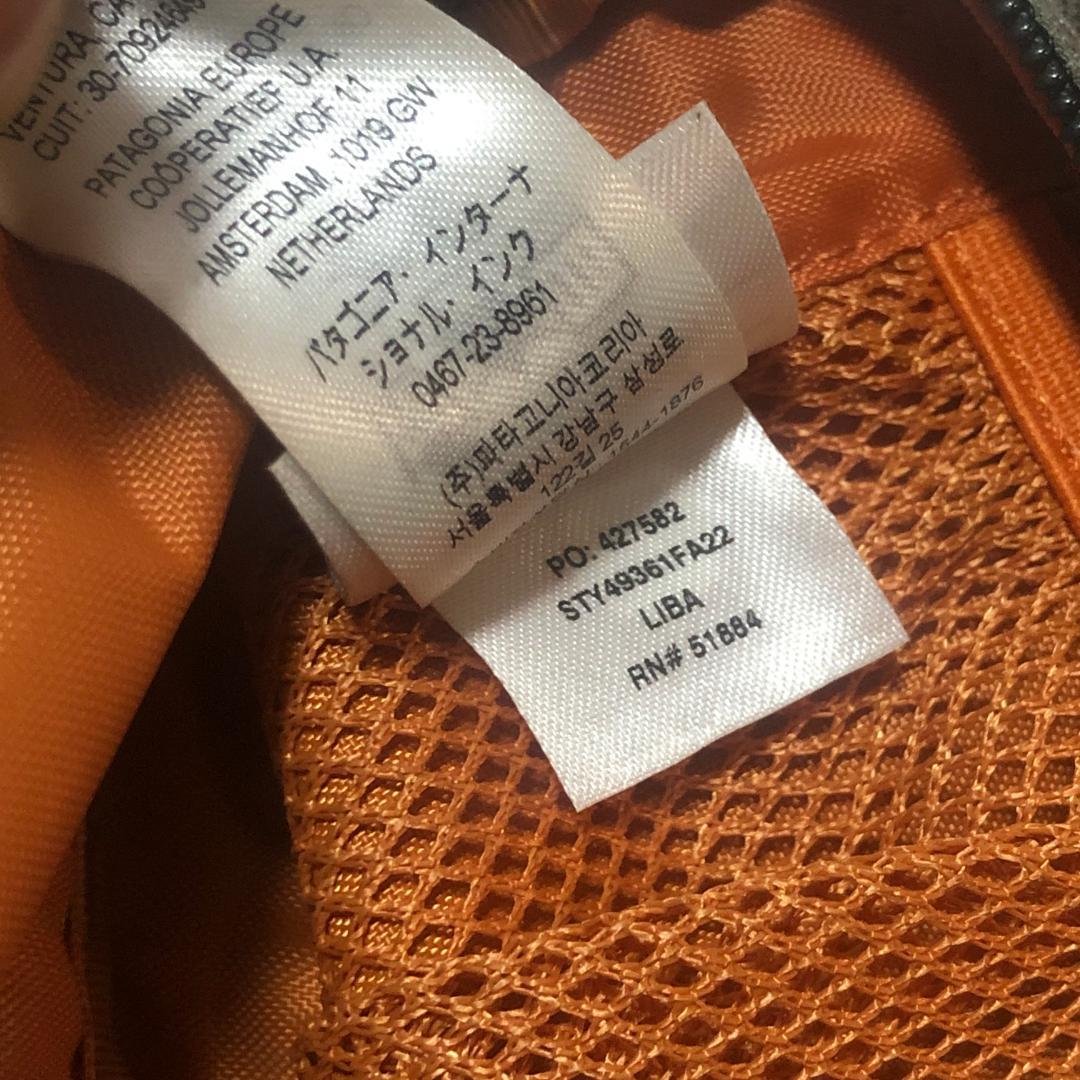 VENTURA, CA
CUIT: 30-7092464
PATAGONIA EUROPE
COÖPERATIEF U.A.
JOLLEMANHOF 11
AMSTERDAM, 1019 GW
NETHERLANDS
パタゴニア・インターナ
ショナル・インク
0467-23-8961
(주)파타고니아코리아
서울특별시 강남구 삼성로
122길 25
1544-1876
PO: 427582
STY49361FA22
LIBA
RN# 51884